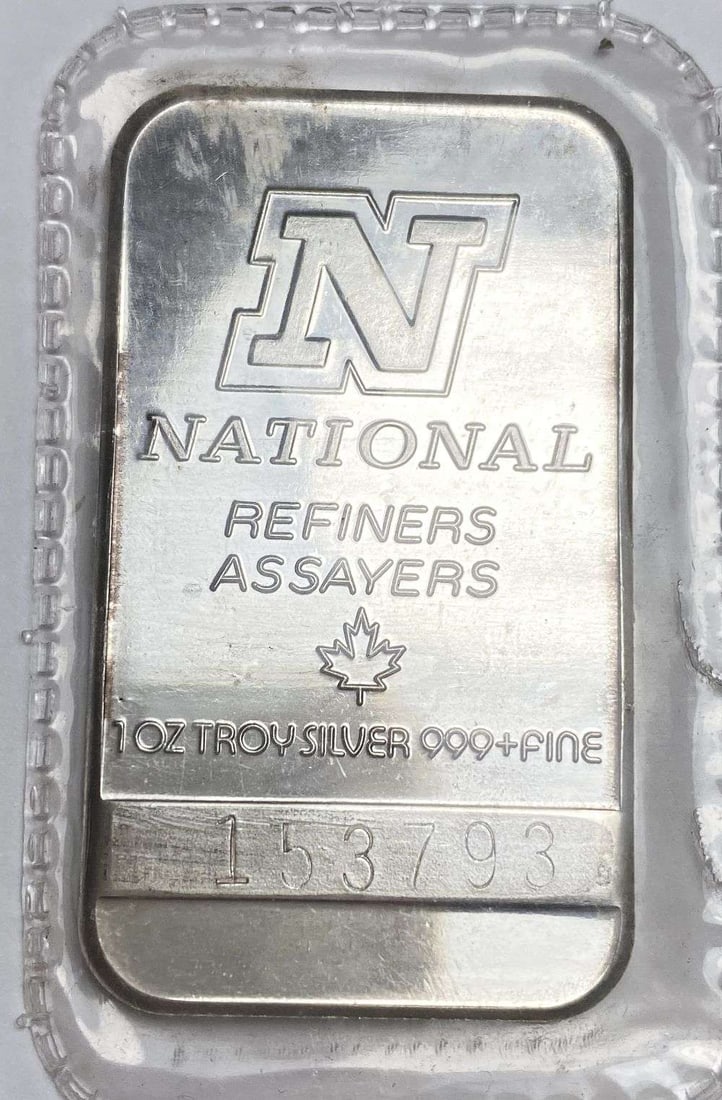 N
NATIONAL
REFINERS
ASSAYERS
1 OZ TROY SILVER 999+FINE
153793